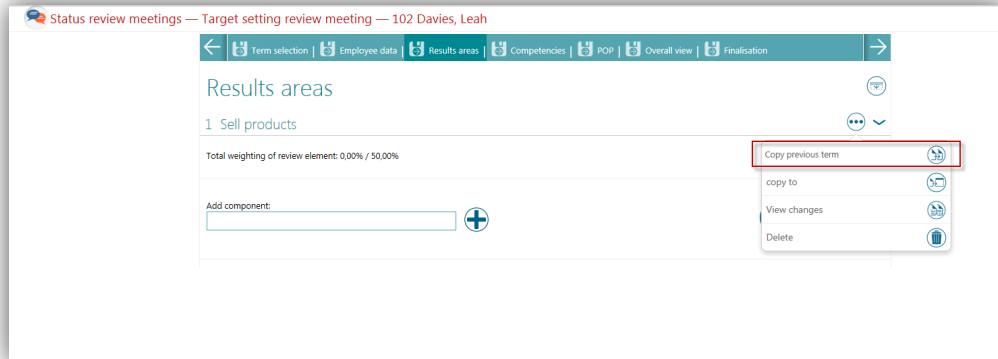 Status review meetings — Target setting review meeting — 102 Davies, Leah
Term selection | Employee data | Results areas | Competencies | POP | Overall view | Finalisation
Results areas
1 Sell products
Total weighting of review element: 0,00% / 50,00%
Copy previous term
copy to
Add component:
View changes
Delete